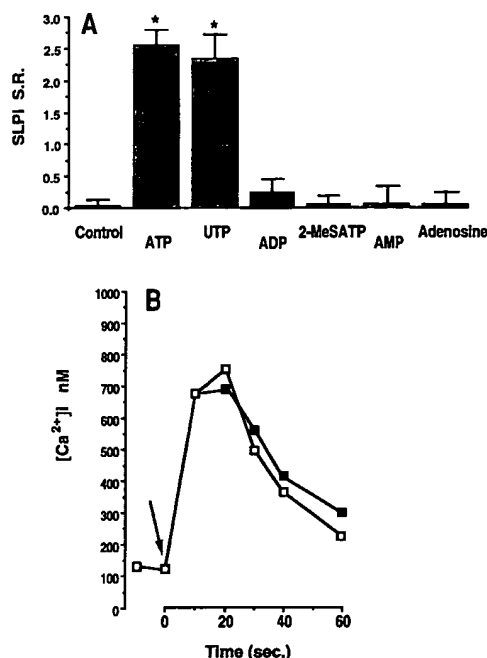 A
3.0
2.5
2.0
1.5
1.0
0.5
0.0
SLPI S.R.
* *
Control ATP UTP ADP 2-MeSATP AMP Adenosine
B
1000
900
800
700
600
500
400
300
200
100
0
[Ca2+]I nM
0 20 40 60
Time (sec.)